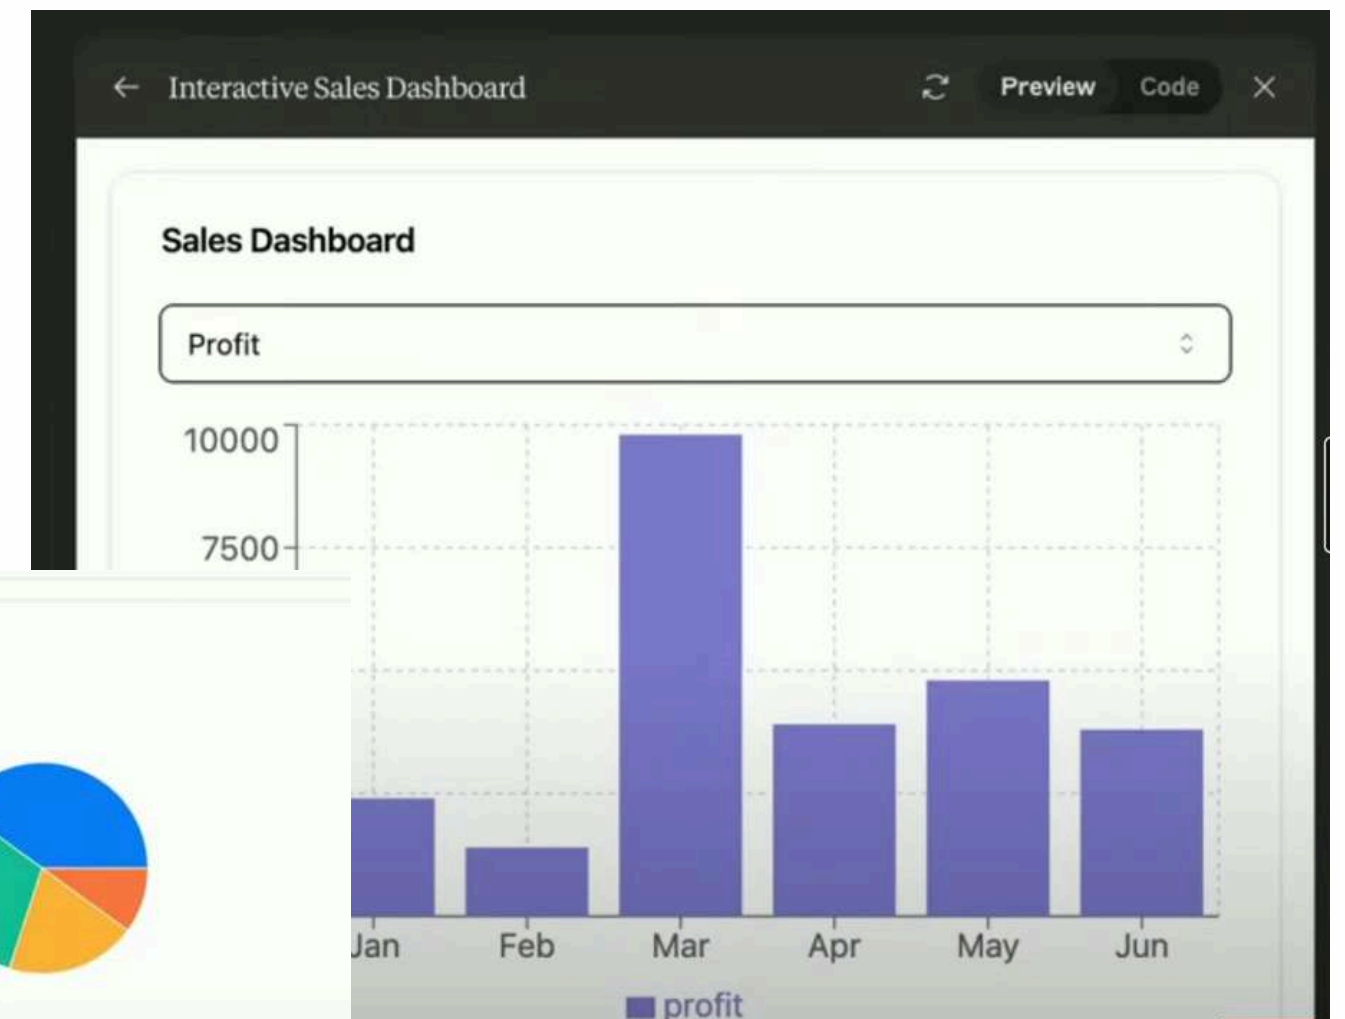 Interactive Sales Dashboard
Preview
Code
Sales Dashboard
Profit
10000
7500
Jan
Feb
Mar
Apr
May
Jun
profit